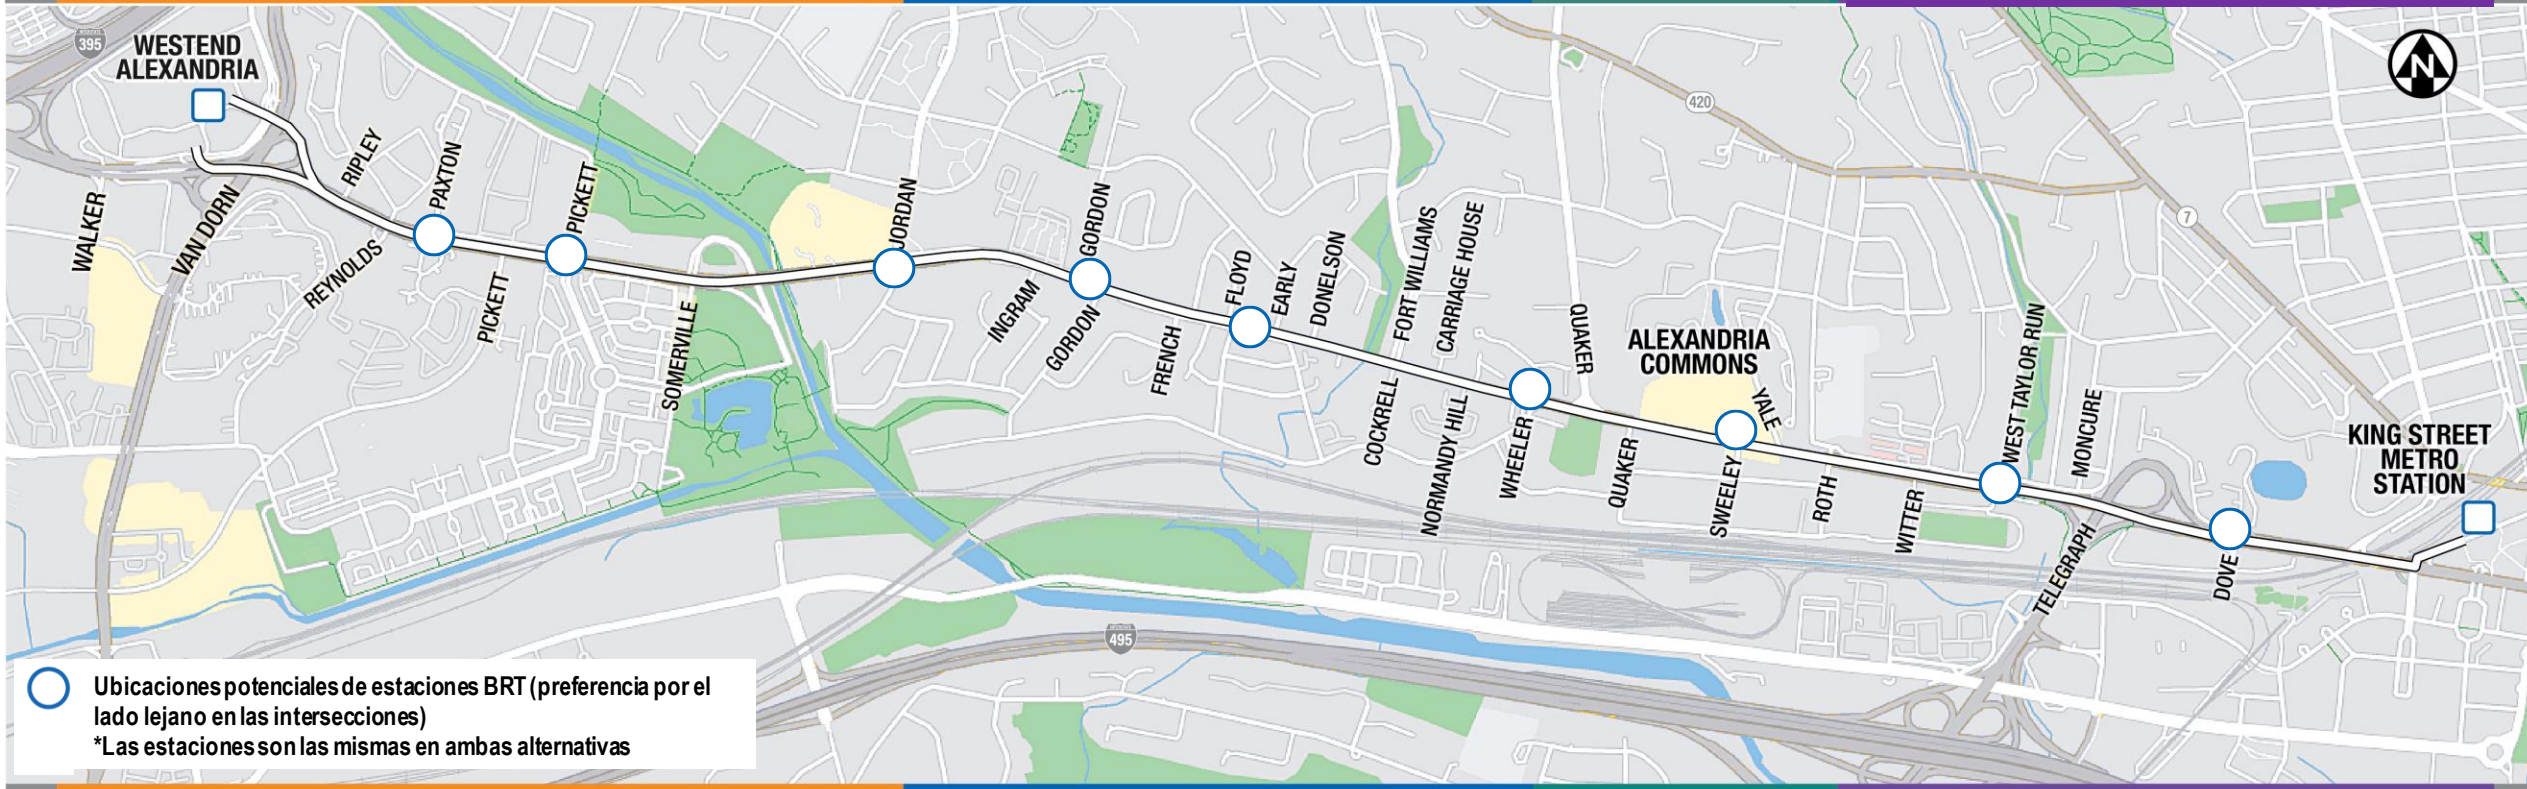 INTERSTATE
395
WESTEND
ALEXANDRIA
N
420
7
WALKER
VAN DORN
RIPLEY
REYNOLDS
PAXTON
PICKETT
PICKETT
SOMERVILLE
JORDAN
INGRAM
GORDON
GORDON
FRENCH
FLOYD
EARLY
DONELSON
COCKRELL
FORT WILLIAMS
CARRIAGE HOUSE
NORMANDY HILL
WHEELER
QUAKER
QUAKER
ALEXANDRIA
COMMONS
YALE
SWEELEY
ROTH
WITTER
WEST TAYLOR RUN
MONCURE
TELEGRAPH
DOVE
KING STREET
METRO
STATION
INTERSTATE
495
Ubicaciones potenciales de estaciones BRT (preferencia por el
lado lejano en las intersecciones)
*Las estaciones son las mismas en ambas alternativas